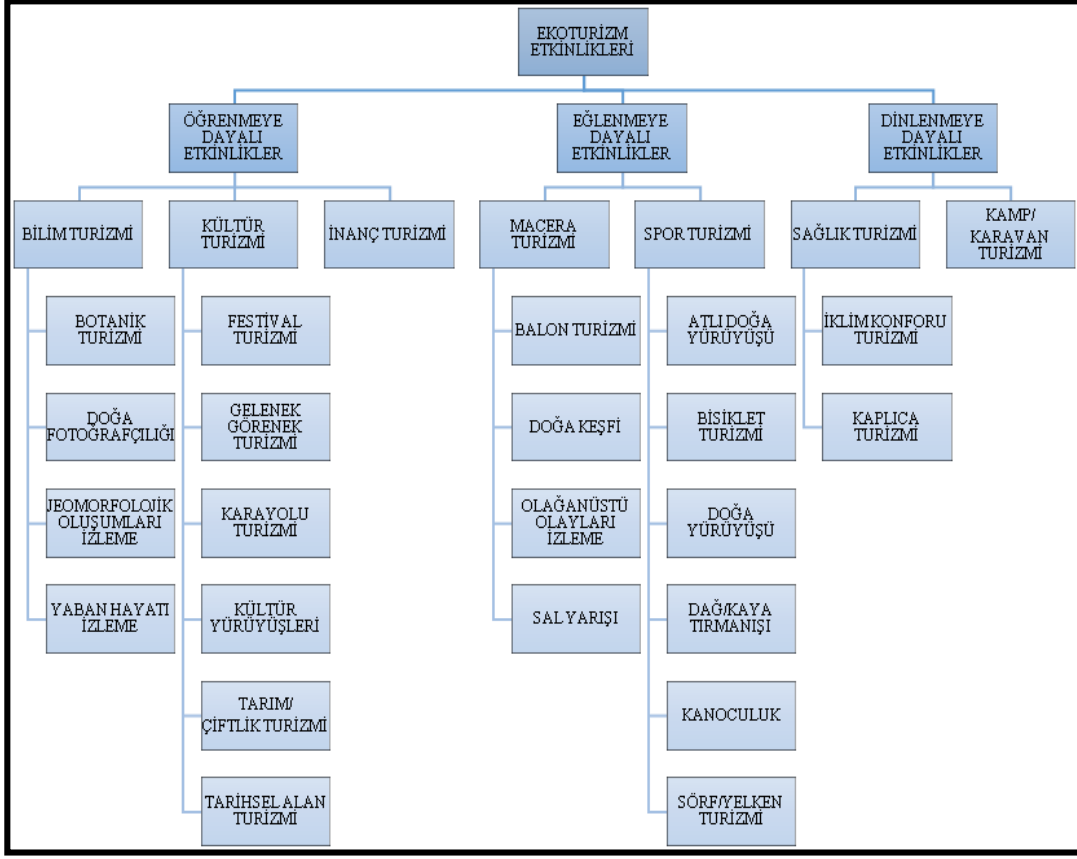 EKOTURİZM
ETKİNLİKLERİ
ÖĞRENMEYE
DAYALI
ETKİNLİKLER
EĞLENMEYE
DAYALI
ETKİNLİKLER
DİNLENMEYE
DAYALI
ETKİNLİKLER
BİLİM TURİZMİ
KÜLTÜR
TURİZMİ
İNANÇ TURİZMİ
MACERA
TURİZMİ
SPOR TURİZMİ
SAĞLIK TURİZMİ
KAMP/
KARAVAN
TURİZMİ
BOTANİK
TURİZMİ
DOĞA
FOTOĞRAFÇILIĞI
JEOMORFOLOJİK
OLUŞUMLARI
İZLEME
YABAN HAYATI
İZLEME
FESTİVAL
TURİZMİ
GELENEK
GÖRENEK
TURİZMİ
KARAYOLU
TURİZMİ
KÜLTÜR
YÜRÜYÜŞLERİ
TARIM/
ÇİFTLİK TURİZMİ
TARİHSEL ALAN
TURİZMİ
BALON TURİZMİ
DOĞA KEŞFİ
OLAĞANÜSTÜ
OLAYLARI
İZLEME
SAL YARIŞI
ATLI DOĞA
YÜRÜYÜŞÜ
BİSİKLET
TURİZMİ
DOĞA
YÜRÜYÜŞÜ
DAĞ/KAYA
TIRMANIŞI
KANOCULUK
SÖRF/YELKEN
TURİZMİ
İKLİM KONFORU
TURİZMİ
KAPLICA
TURİZMİ